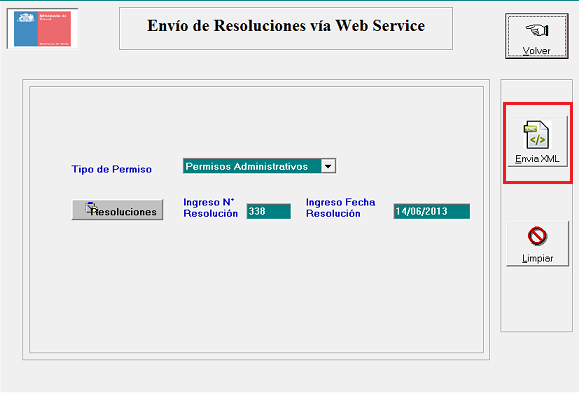 Envío de Resoluciones vía Web Service
Volver
Tipo de Permiso
Permisos Administrativos
Envia XML
Resoluciones
Ingreso N°
Resolución
338
Ingreso Fecha
Resolución
14/06/2013
Limpiar